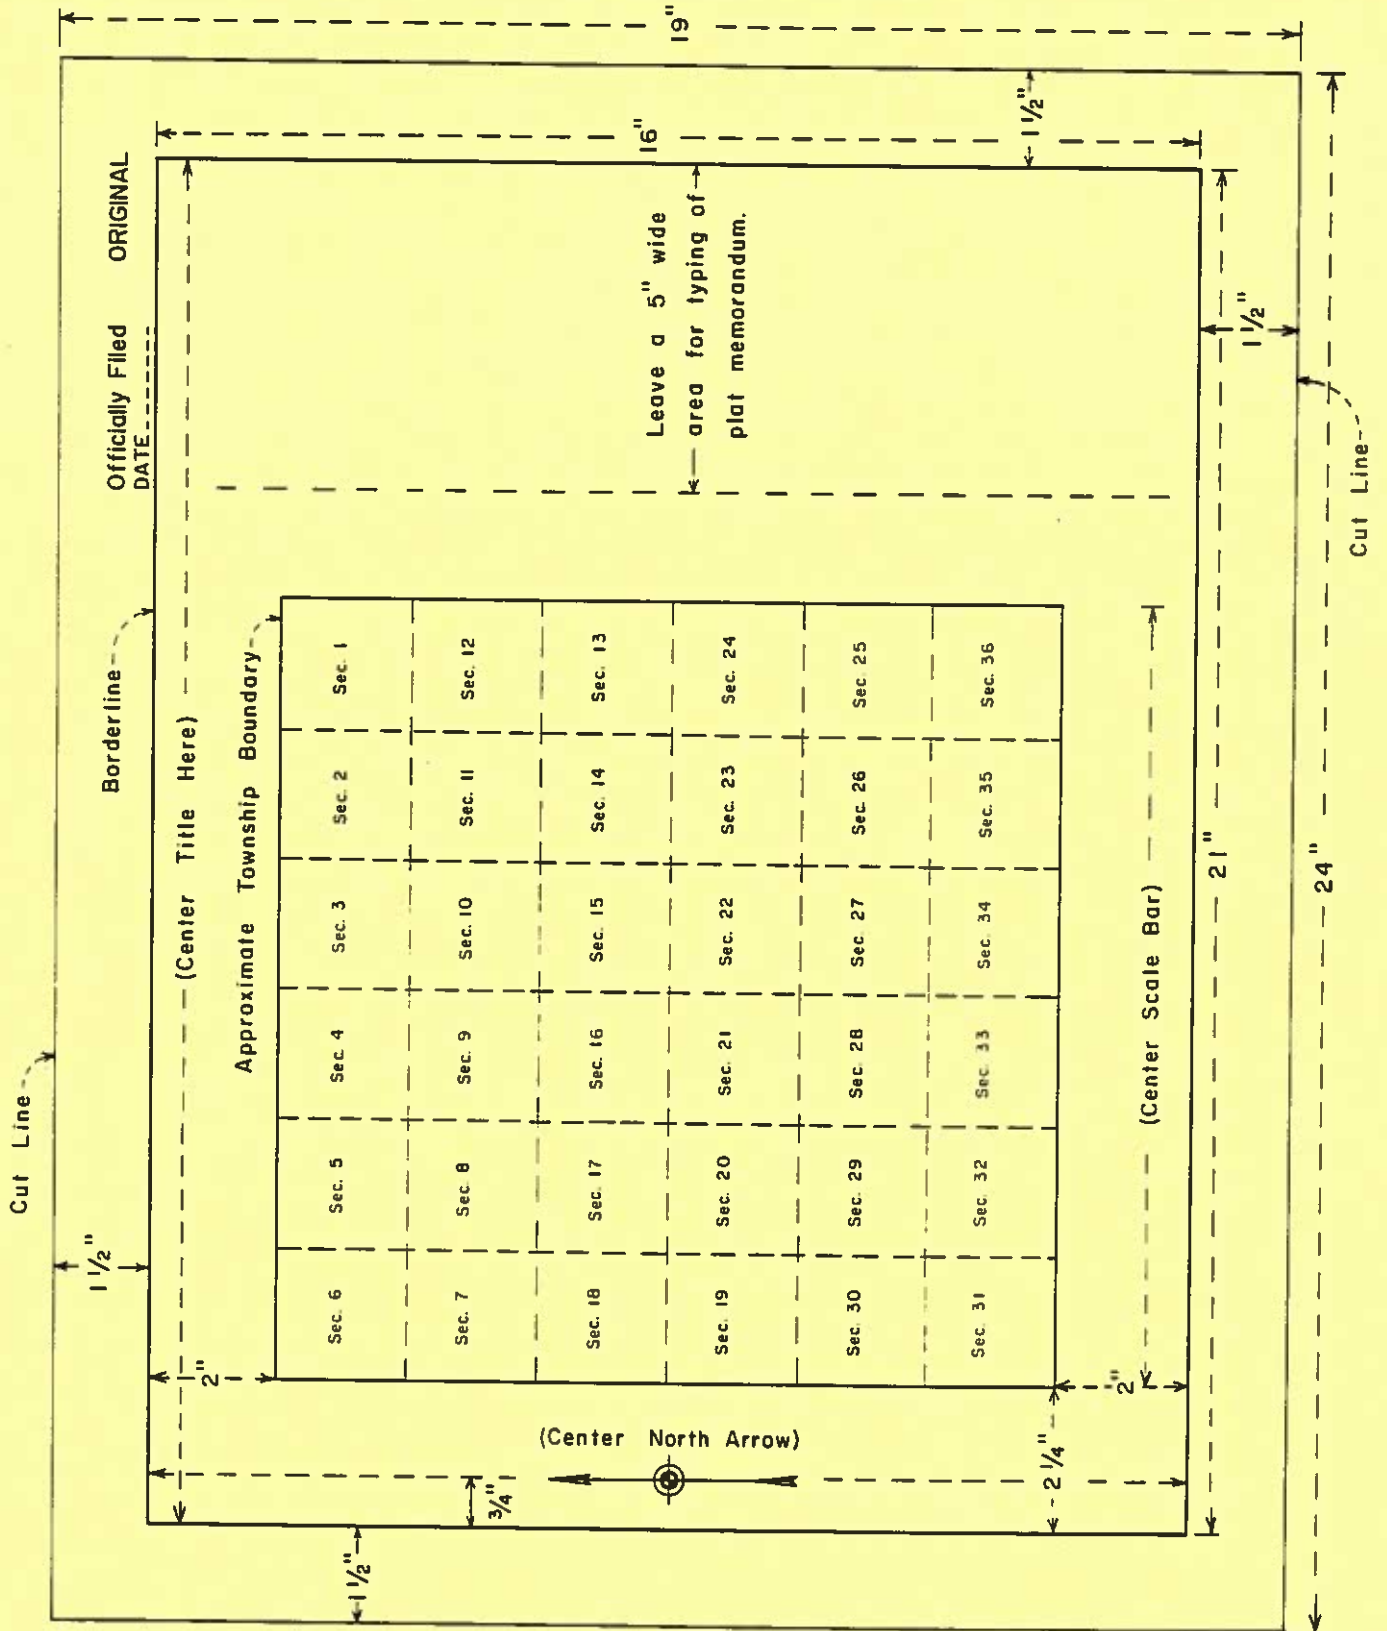 Cut Line
Officially Filed ORIGINAL
DATE
Borderline
1 1/2"
(Center Title Here)
2"
Approximate Township Boundary
Sec. 6 Sec. 5 Sec. 4 Sec. 3 Sec. 2 Sec. 1
Sec. 7 Sec. 8 Sec. 9 Sec. 10 Sec. 11 Sec. 12
Sec. 18 Sec. 17 Sec. 16 Sec. 15 Sec. 14 Sec. 13
Sec. 19 Sec. 20 Sec. 21 Sec. 22 Sec. 23 Sec. 24
Sec. 30 Sec. 29 Sec. 28 Sec. 27 Sec. 26 Sec. 25
Sec. 31 Sec. 32 Sec. 33 Sec. 34 Sec. 35 Sec. 36
1 1/2"
3/4"
(Center North Arrow)
Leave a 5" wide
area for typing of
plat memorandum.
16"
19"
2 1/4"
2"
1 1/2"
(Center Scale Bar)
21"
1 1/2"
24"
Cut Line